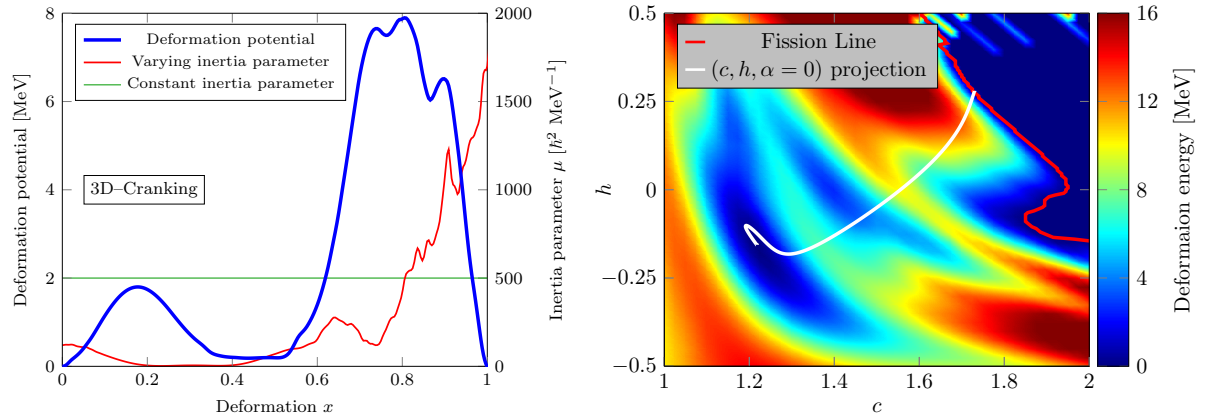 Deformation potential
Varying inertia parameter
Constant inertia parameter
3D–Cranking
Deformation potential [MeV]
8
6
4
2
0
0
0.2
0.4
0.6
0.8
1
Deformation x
2000
1500
1000
500
0
Inertia parameter μ [ħ² MeV⁻¹]
Fission Line
(c, h, α = 0) projection
h
0.5
0.25
0
−0.25
−0.5
1
1.2
1.4
1.6
1.8
2
c
16
12
8
4
0
Deformaion energy [MeV]